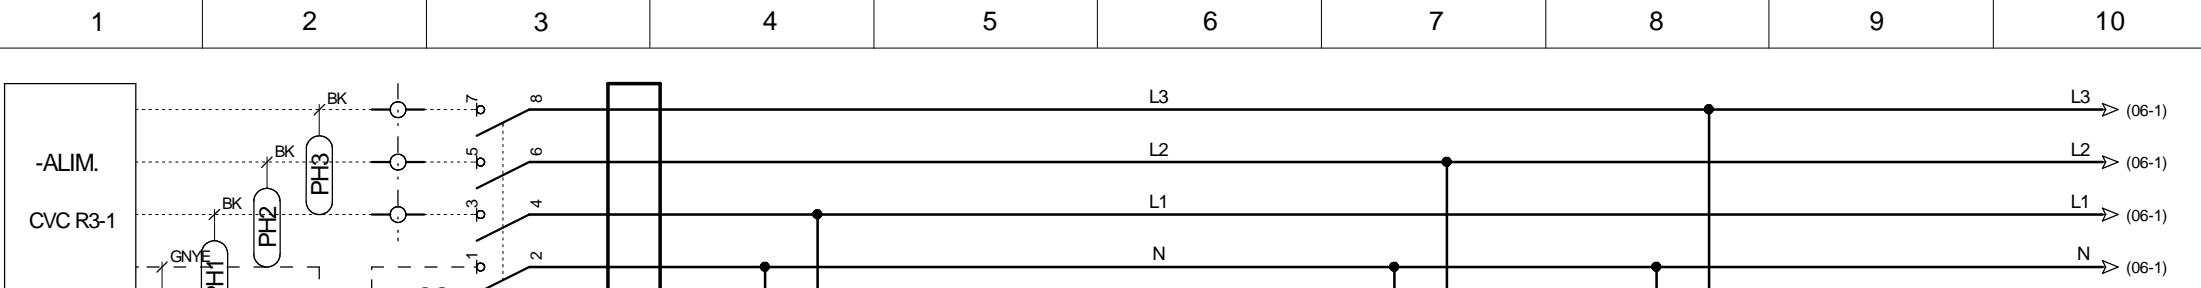 1 2 3 4 5 6 7 8 9 10
BK 7 8 L3 L3 (06-1)
-ALIM. BK PH3 5 6 L2 L2 (06-1)
CVC R3-1 BK PH2 3 4 L1 L1 (06-1)
GNYE PH1 1 2 N N (06-1)